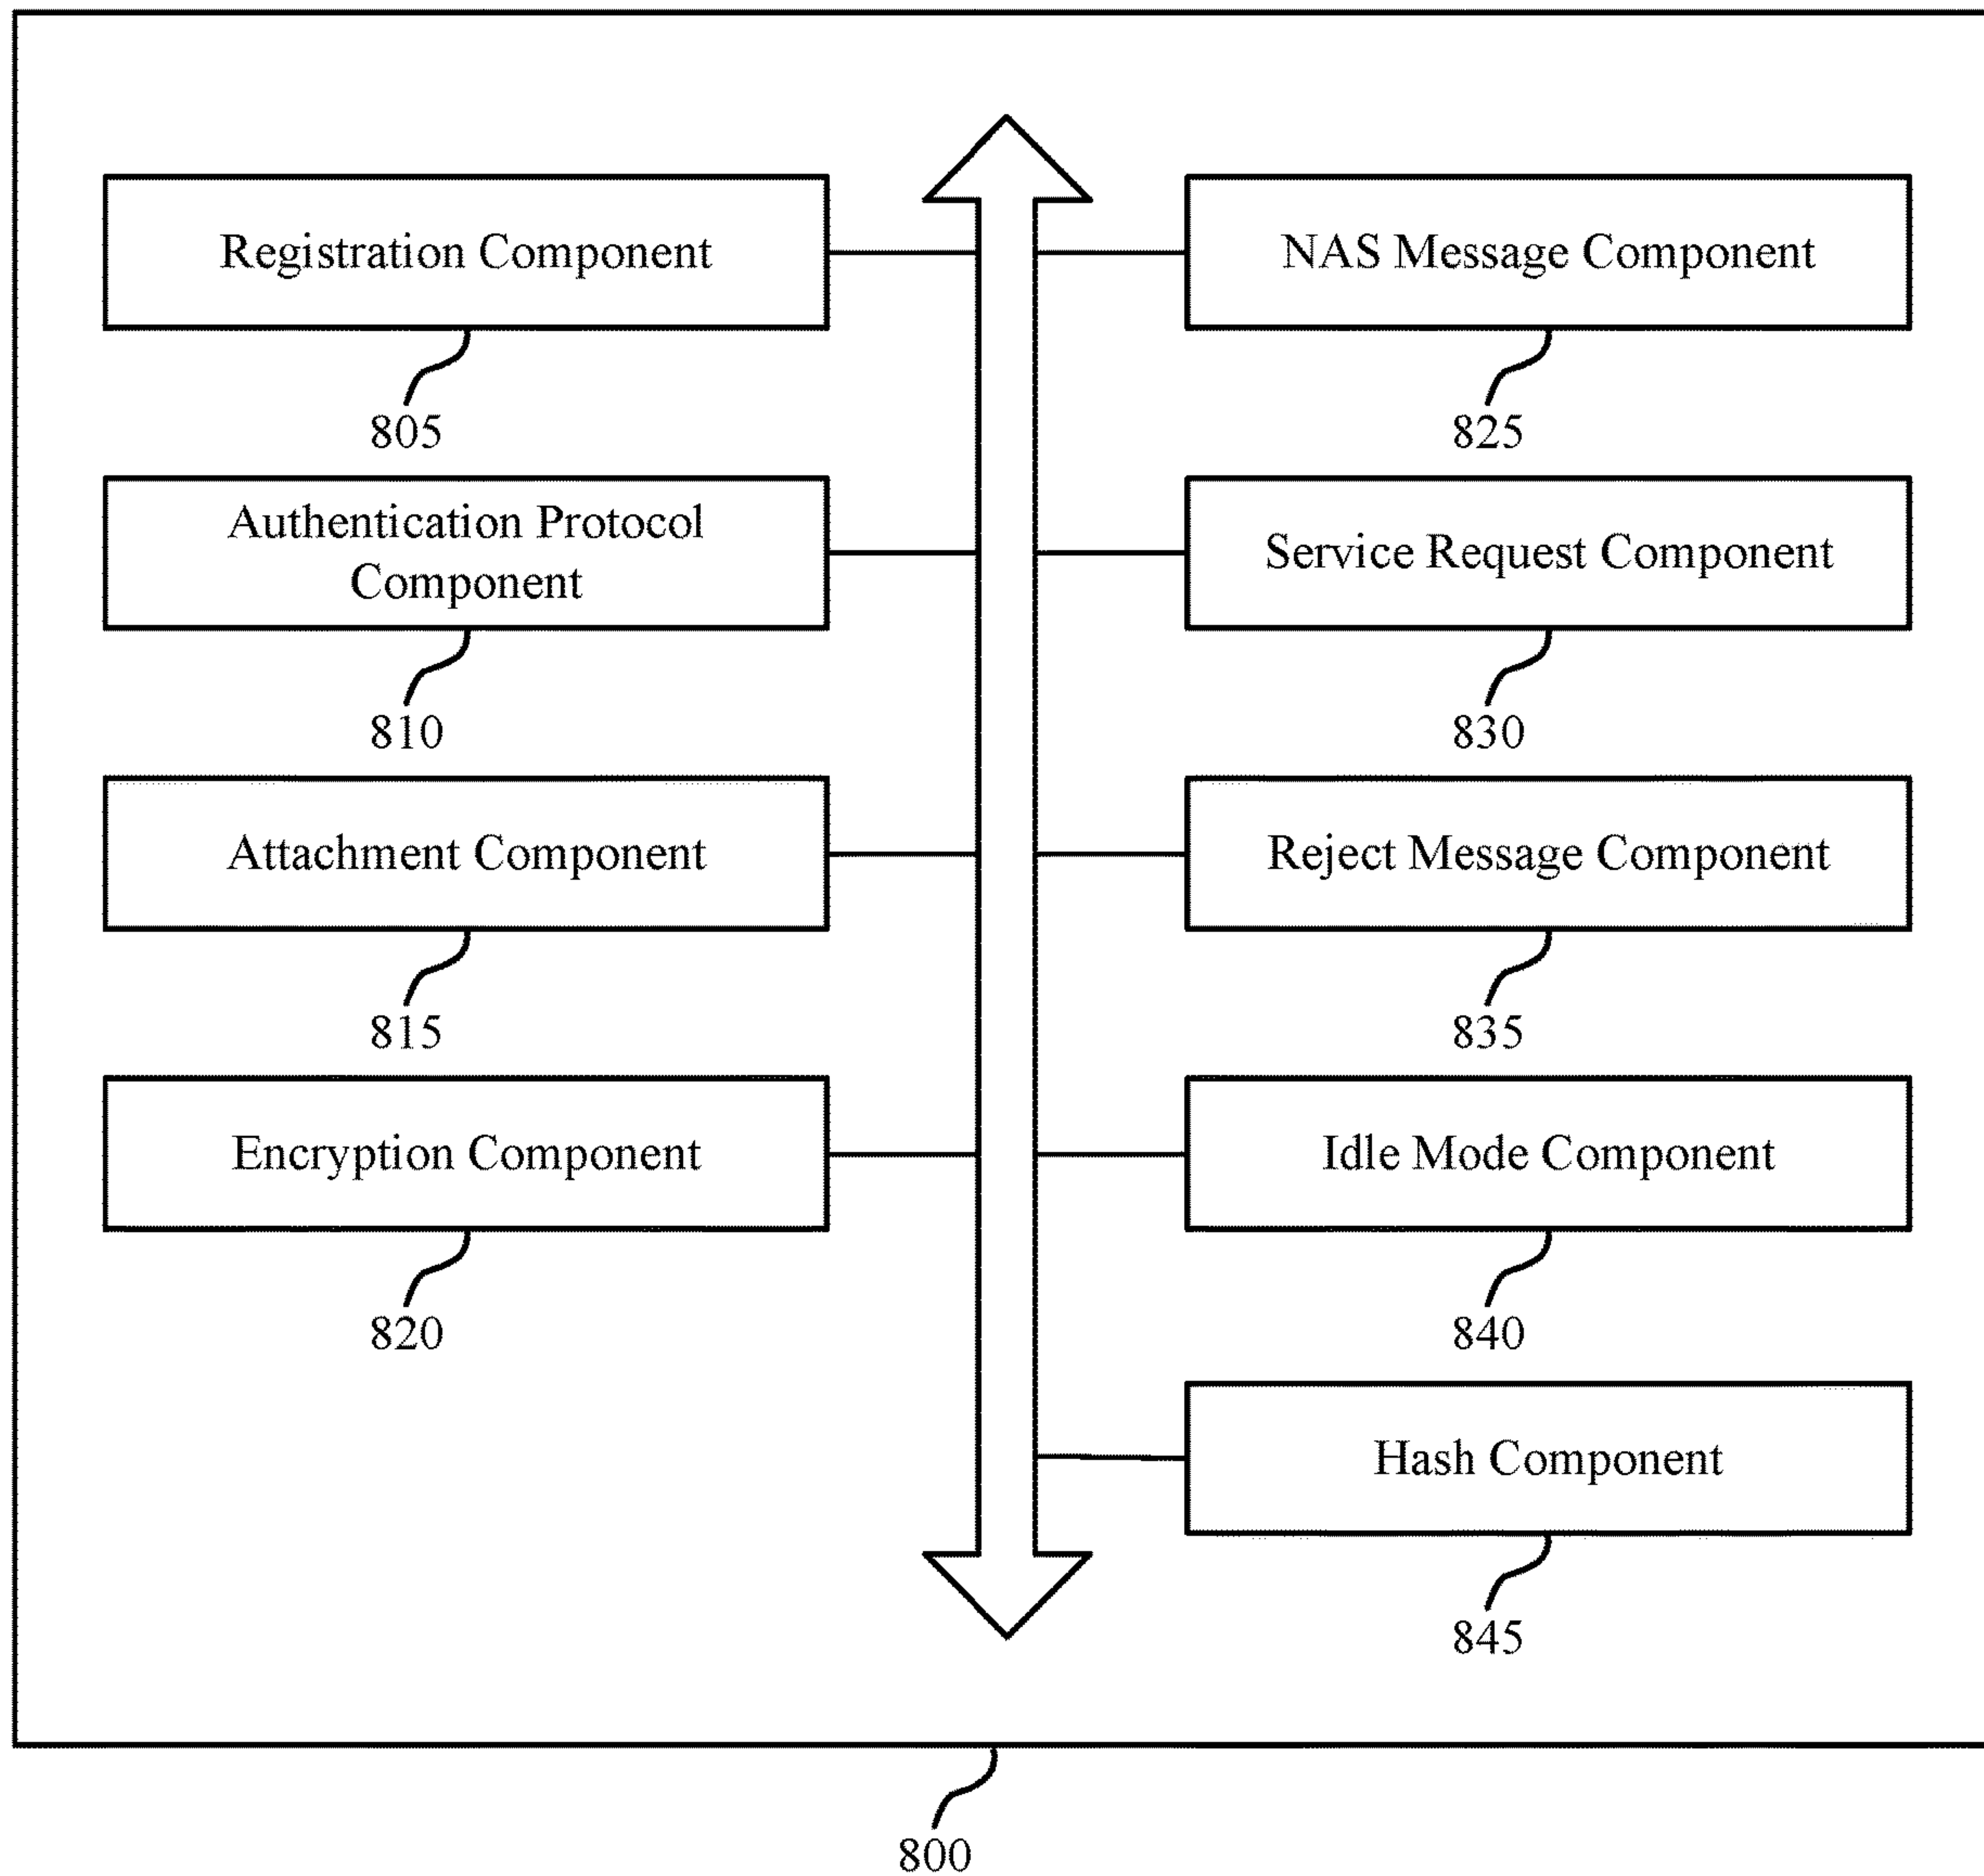 Registration Component
805
Authentication Protocol
Component
810
Attachment Component
815
Encryption Component
820
NAS Message Component
825
Service Request Component
830
Reject Message Component
835
Idle Mode Component
840
Hash Component
845
800